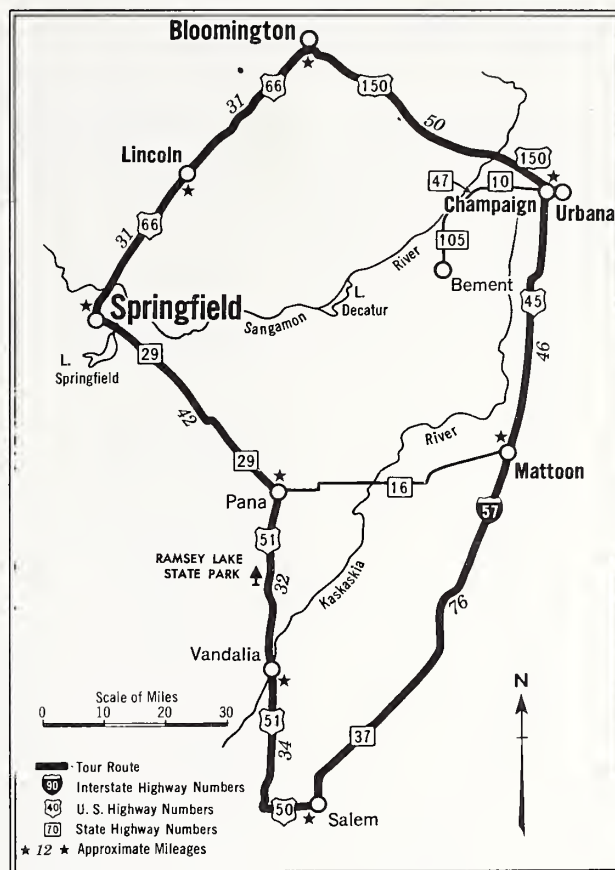 Bloomington
66
31
150
50
Lincoln
150
47
10
Champaign
Urbana
66
31
105
River
Bement
L.
Decatur
45
Springfield
Sangamon
46
L.
Springfield
29
42
River
29
Mattoon
Pana
16
57
51
RAMSEY LAKE
STATE PARK
32
Kaskaskia
76
Vandalia
N
Scale of Miles
0 10 20 30
51
37
34
Tour Route
90 Interstate Highway Numbers
40 U. S. Highway Numbers
50
Salem
70 State Highway Numbers
★ 12 ★ Approximate Mileages